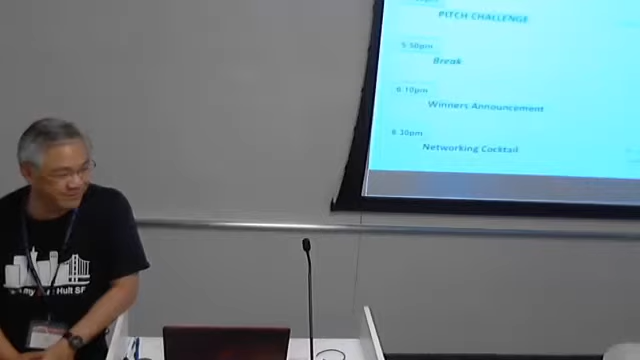 PITCH CHALLENGE
5:50pm
Break
6:10pm
Winners Announcement
6:30pm
Networking Cocktail
Hult SF